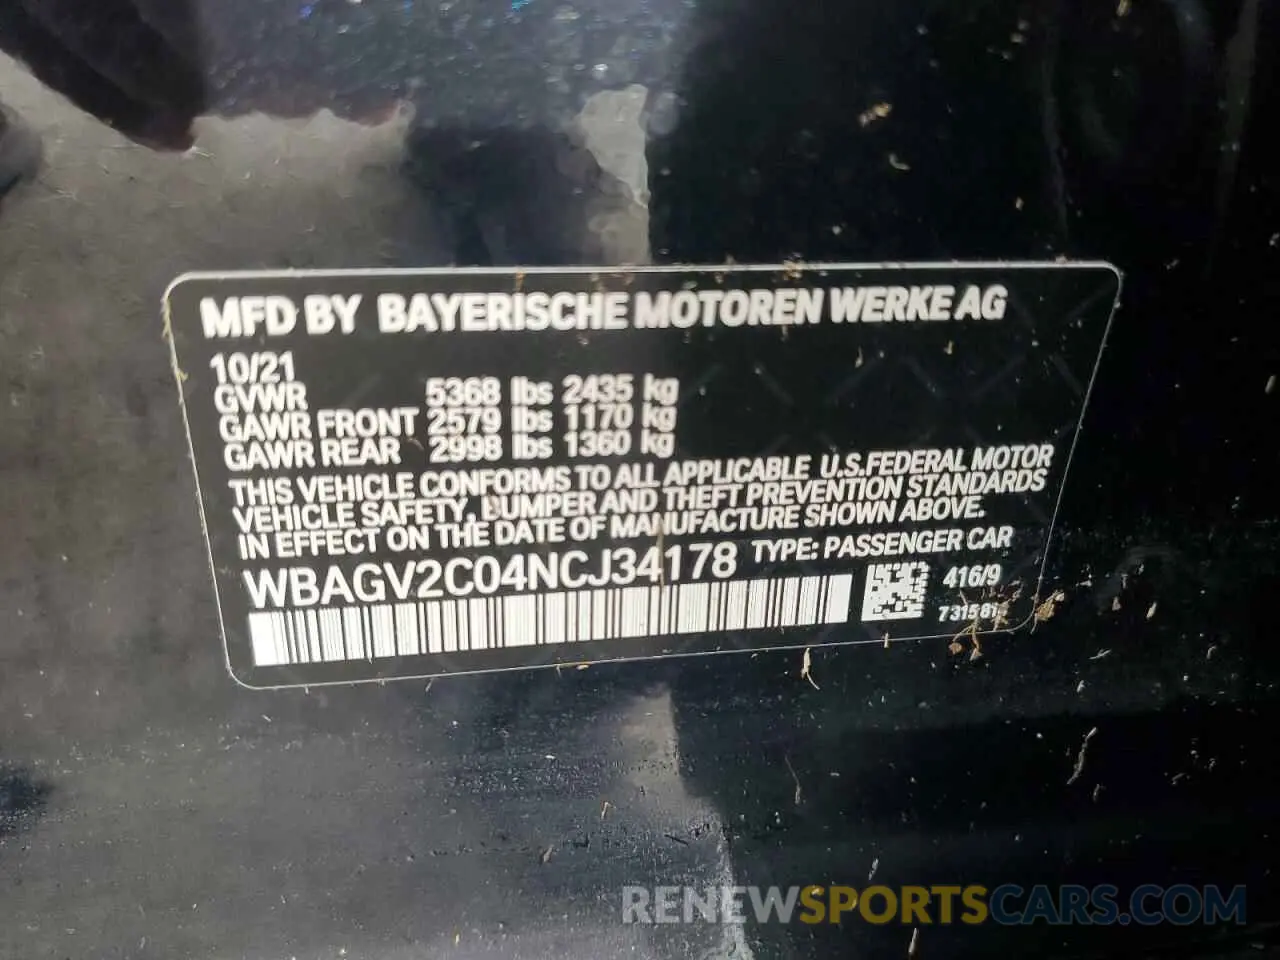 MFD BY BAYERISCHE MOTOREN WERKE AG
10/21
GVWR 5368 lbs 2435 kg
GAWR FRONT 2579 lbs 1170 kg
GAWR REAR 2998 lbs 1360 kg
THIS VEHICLE CONFORMS TO ALL APPLICABLE U.S.FEDERAL MOTOR
VEHICLE SAFETY, BUMPER AND THEFT PREVENTION STANDARDS
IN EFFECT ON THE DATE OF MANUFACTURE SHOWN ABOVE.
WBAGV2C04NCJ34178 TYPE: PASSENGER CAR
416/9
RENEWSPORTSCARS.COM